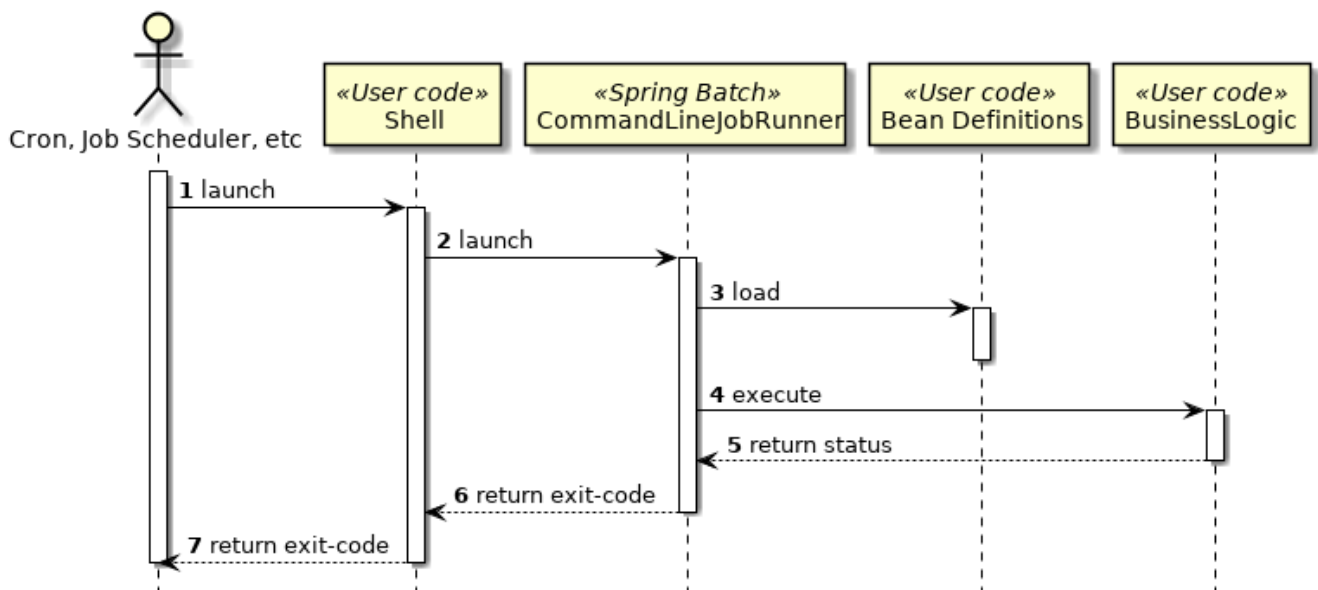 Cron, Job Scheduler, etc
«User code»
Shell
«Spring Batch»
CommandLineJobRunner
«User code»
Bean Definitions
«User code»
BusinessLogic
1 launch
2 launch
3 load
4 execute
5 return status
6 return exit-code
7 return exit-code